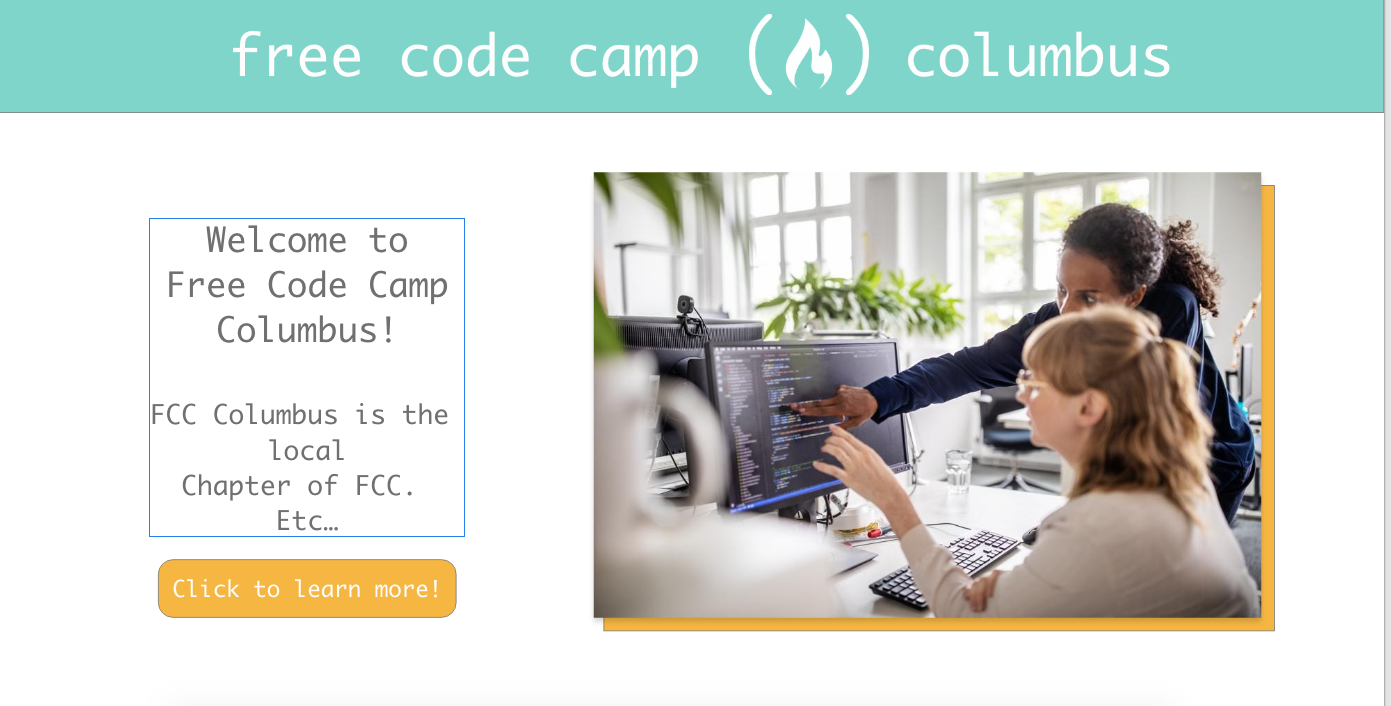 free code camp columbus
Welcome to
Free Code Camp
Columbus!
FCC Columbus is the
local
Chapter of FCC.
Etc…
Click to learn more!